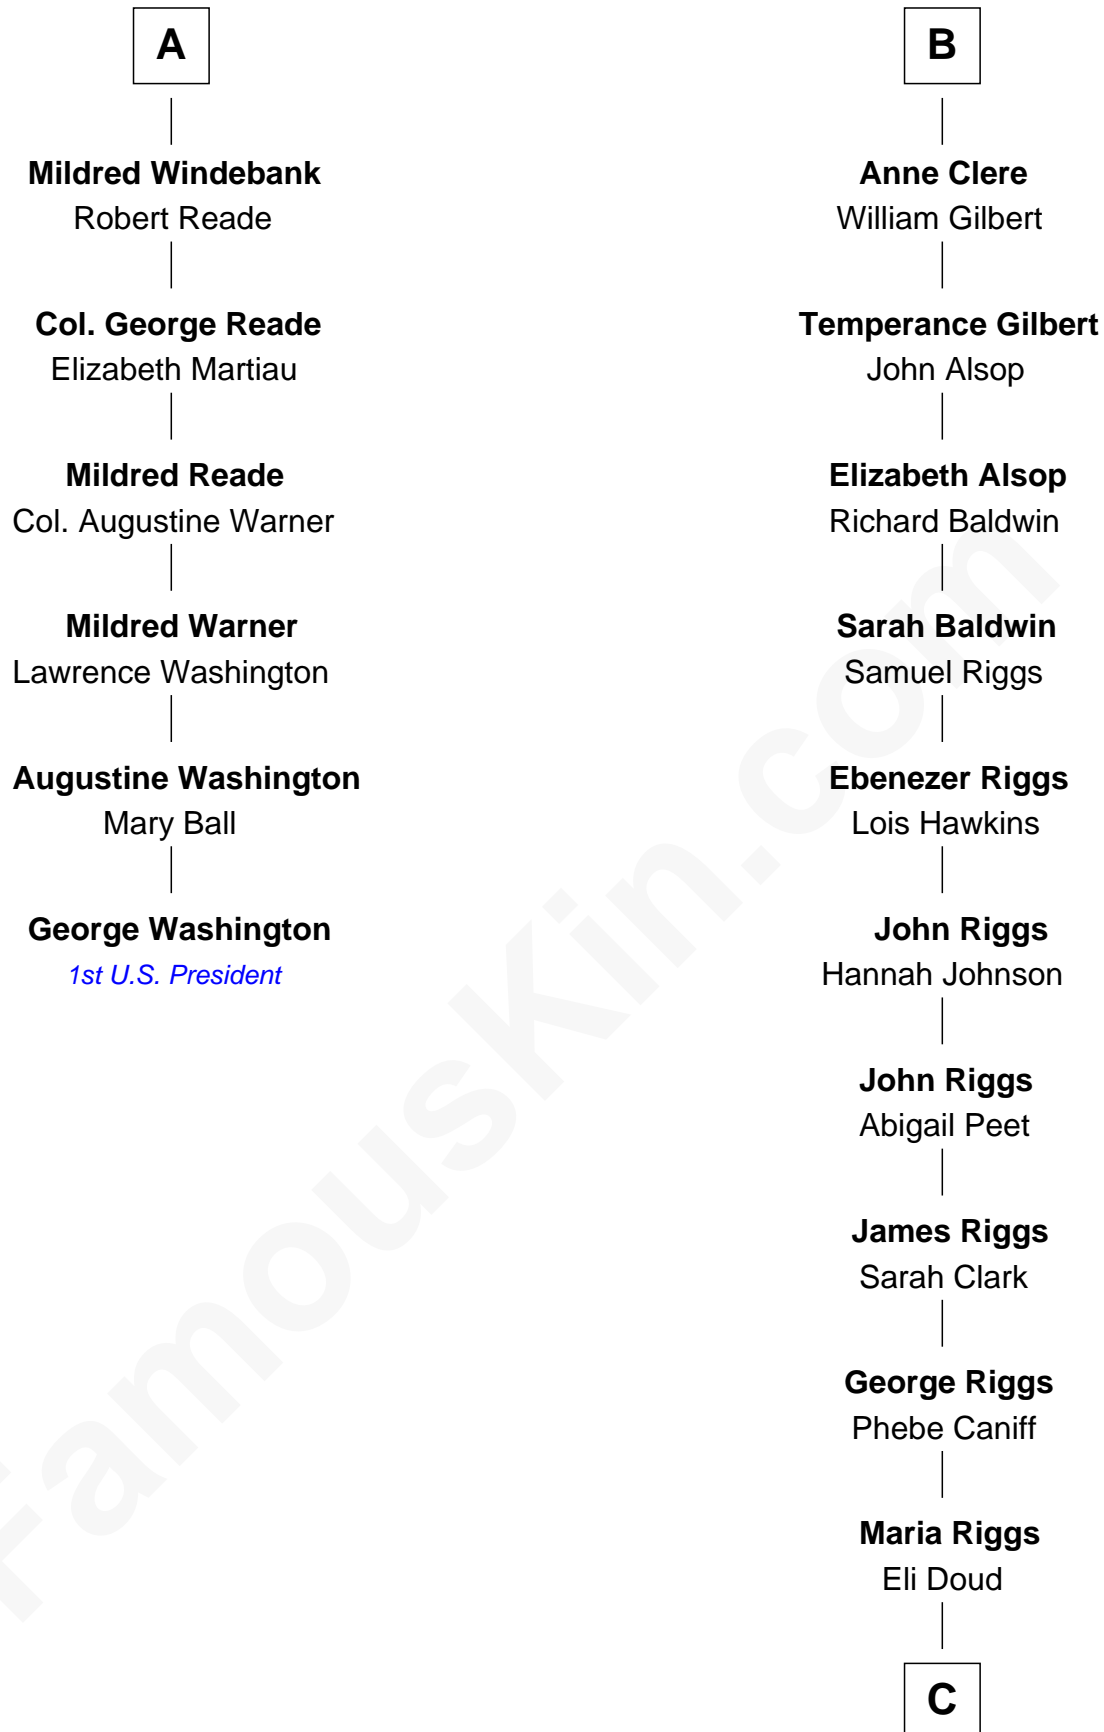 A
Mildred Windebank
Robert Reade
Col. George Reade
Elizabeth Martiau
Mildred Reade
Col. Augustine Warner
Mildred Warner
Lawrence Washington
Augustine Washington
Mary Ball
George Washington
1st U.S. President
B
Anne Clere
William Gilbert
Temperance Gilbert
John Alsop
Elizabeth Alsop
Richard Baldwin
Sarah Baldwin
Samuel Riggs
Ebenezer Riggs
Lois Hawkins
John Riggs
Hannah Johnson
John Riggs
Abigail Peet
James Riggs
Sarah Clark
George Riggs
Phebe Caniff
Maria Riggs
Eli Doud
C
FamousKin.com